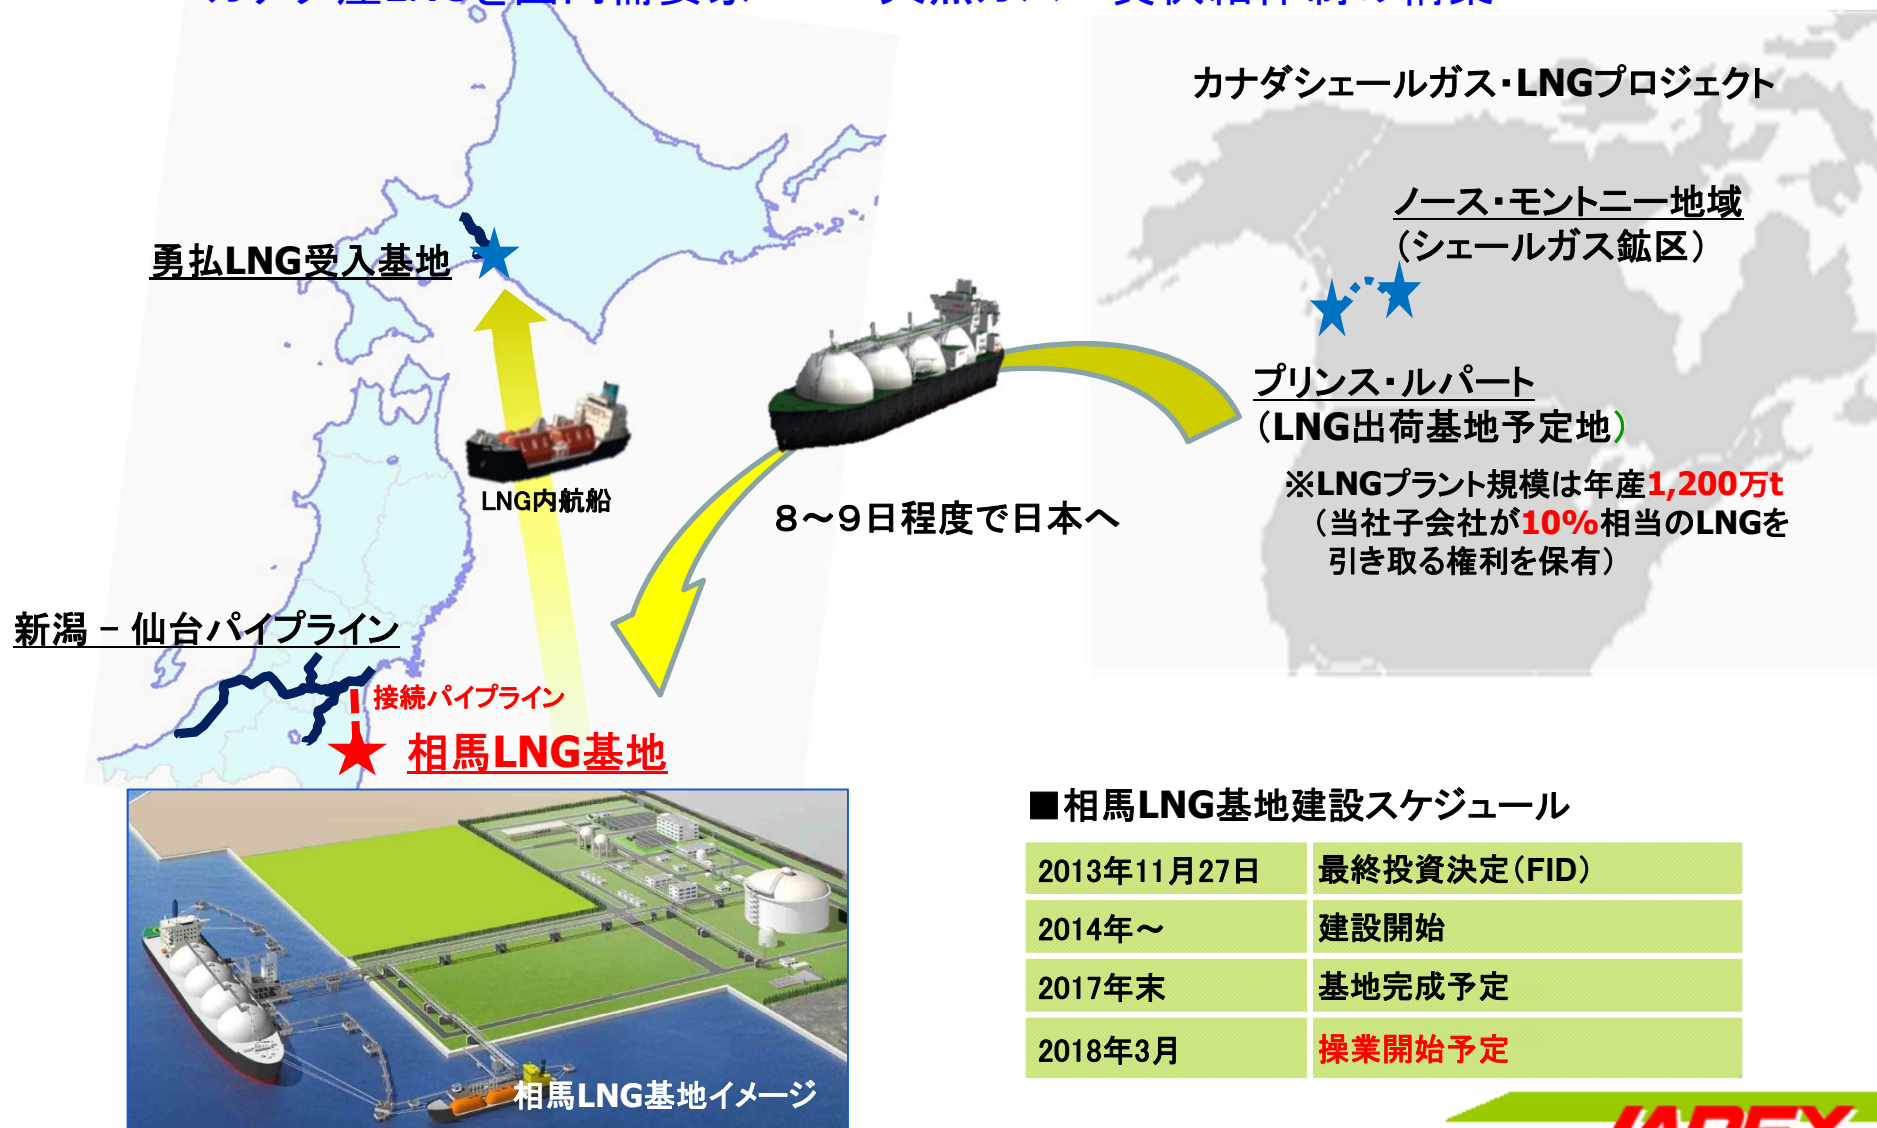 カナダシェールガス・LNGプロジェクト
ノース・モントニー地域
（シェールガス鉱区）
勇払LNG受入基地
プリンス・ルパート
（LNG出荷基地予定地）
※LNGプラント規模は年産1,200万t
（当社子会社が10%相当のLNGを
引き取る権利を保有）
LNG内航船
８～９日程度で日本へ
新潟－仙台パイプライン
接続パイプライン
相馬LNG基地
■相馬LNG基地建設スケジュール
2013年11月27日 最終投資決定（FID）
2014年～ 建設開始
2017年末 基地完成予定
2018年3月 操業開始予定
相馬LNG基地イメージ
JAPEX